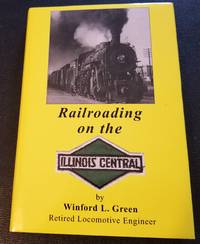 Railroading
on the
ILLINOIS CENTRAL
by
Winford L. Green
Retired Locomotive Engineer